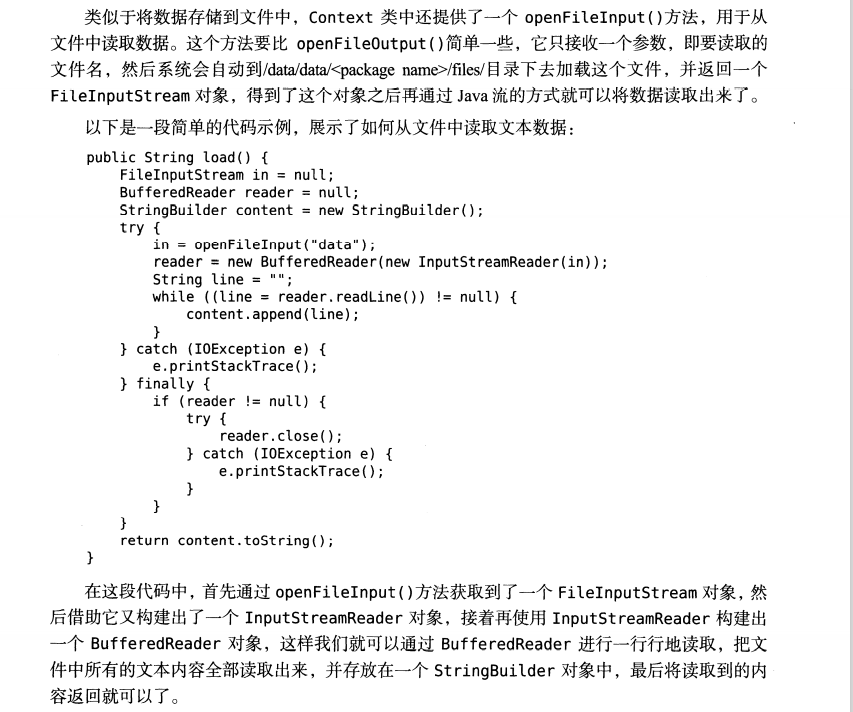 类似于将数据存储到文件中，Context 类中还提供了一个 openFileInput()方法，用于从
文件中读取数据。这个方法要比 openFileOutput()简单一些，它只接收一个参数，即要读取的
文件名，然后系统会自动到/data/data/<package name>/files/目录下去加载这个文件，并返回一个
FileInputStream 对象，得到了这个对象之后再通过 Java 流的方式就可以将数据读取出来了。
以下是一段简单的代码示例，展示了如何从文件中读取文本数据：
public String load() {
    FileInputStream in = null;
    BufferedReader reader = null;
    StringBuilder content = new StringBuilder();
    try {
        in = openFileInput("data");
        reader = new BufferedReader(new InputStreamReader(in));
        String line = "";
        while ((line = reader.readLine()) != null) {
            content.append(line);
        }
    } catch (IOException e) {
        e.printStackTrace();
    } finally {
        if (reader != null) {
            try {
                reader.close();
            } catch (IOException e) {
                e.printStackTrace();
            }
        }
    }
    return content.toString();
}
在这段代码中，首先通过 openFileInput()方法获取到了一个 FileInputStream 对象，然
后借助它又构建出了一个 InputStreamReader 对象，接着再使用 InputStreamReader 构建出
一个 BufferedReader 对象，这样我们就可以通过 BufferedReader 进行一行行地读取，把文
件中所有的文本内容全部读取出来，并存放在一个 StringBuilder 对象中，最后将读取到的内
容返回就可以了。